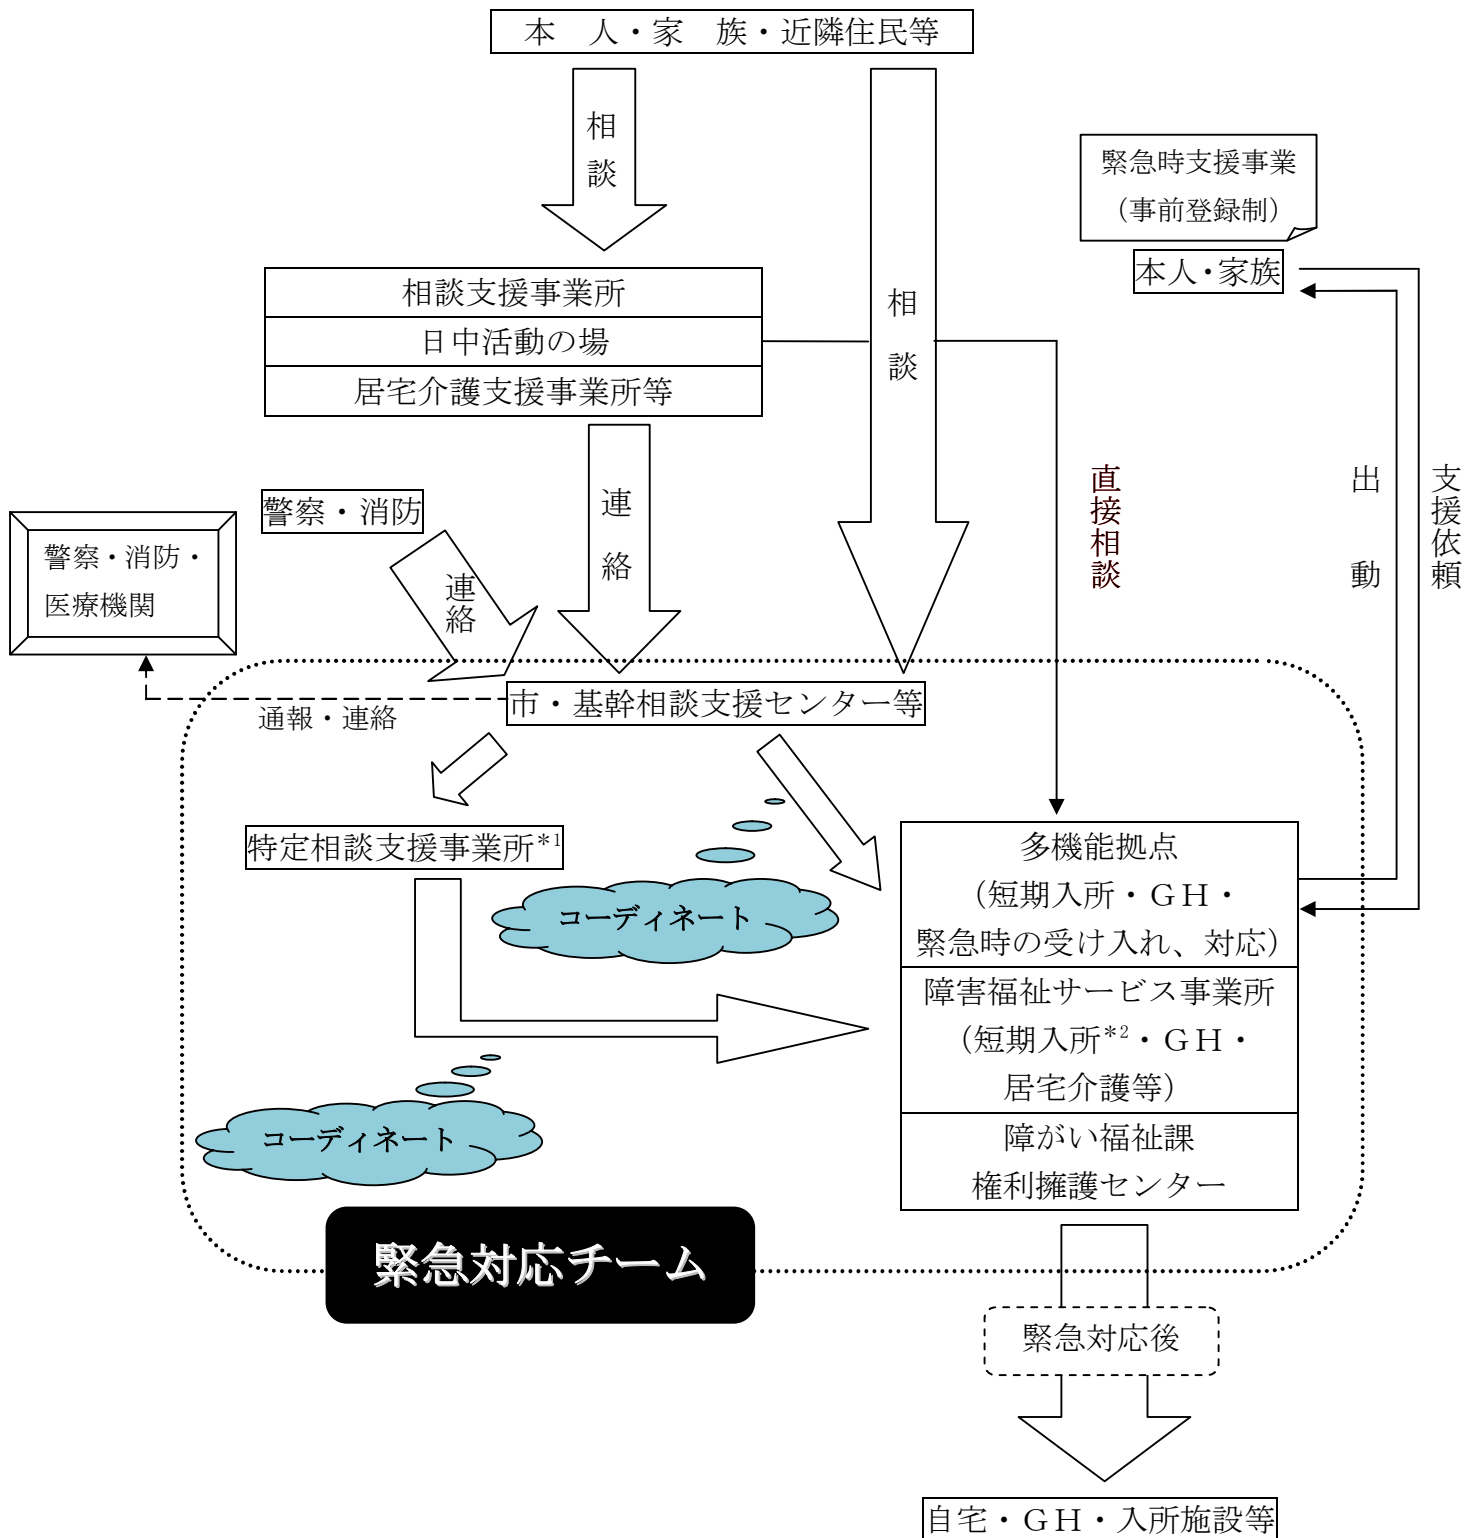 本　人・家　族・近隣住民等
相談
相談
緊急時支援事業
（事前登録制）
本人・家族
相談支援事業所
日中活動の場
居宅介護支援事業所等
直接相談
出動
支援依頼
警察・消防
連絡
連絡
警察・消防・
医療機関
市・基幹相談支援センター等
通報・連絡
特定相談支援事業所*1
コーディネート
多機能拠点
（短期入所・ＧＨ・
緊急時の受け入れ、対応）
障害福祉サービス事業所
（短期入所*2・ＧＨ・
居宅介護等）
障がい福祉課
権利擁護センター
コーディネート
緊急対応チーム
緊急対応後
自宅・ＧＨ・入所施設等